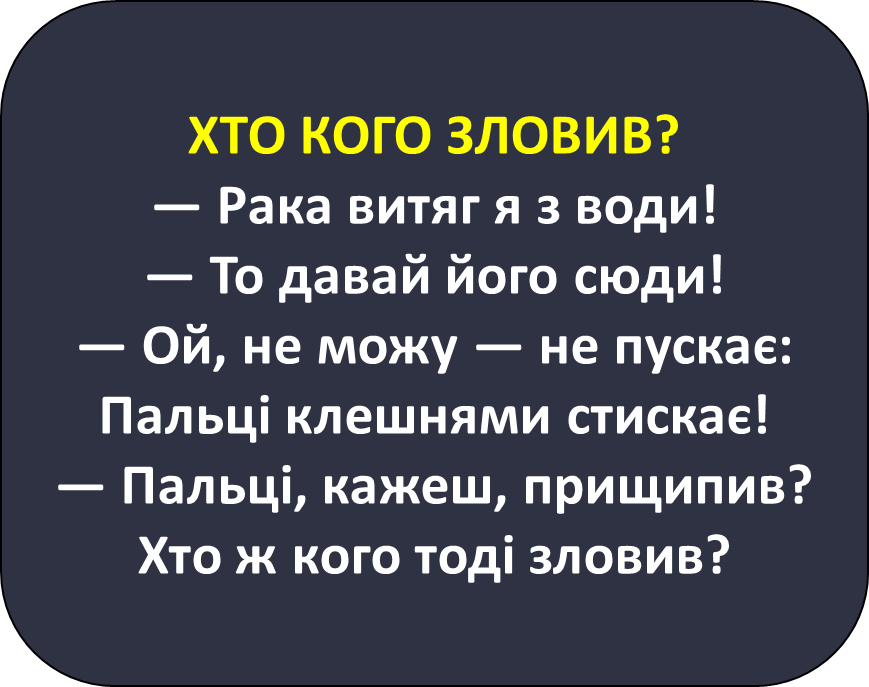 ХТО КОГО ЗЛОВИВ?
— Рака витяг я з води!
— То давай його сюди!
— Ой, не можу — не пускає:
Пальці клешнями стискає!
— Пальці, кажеш, прищипив?
Хто ж кого тоді зловив?